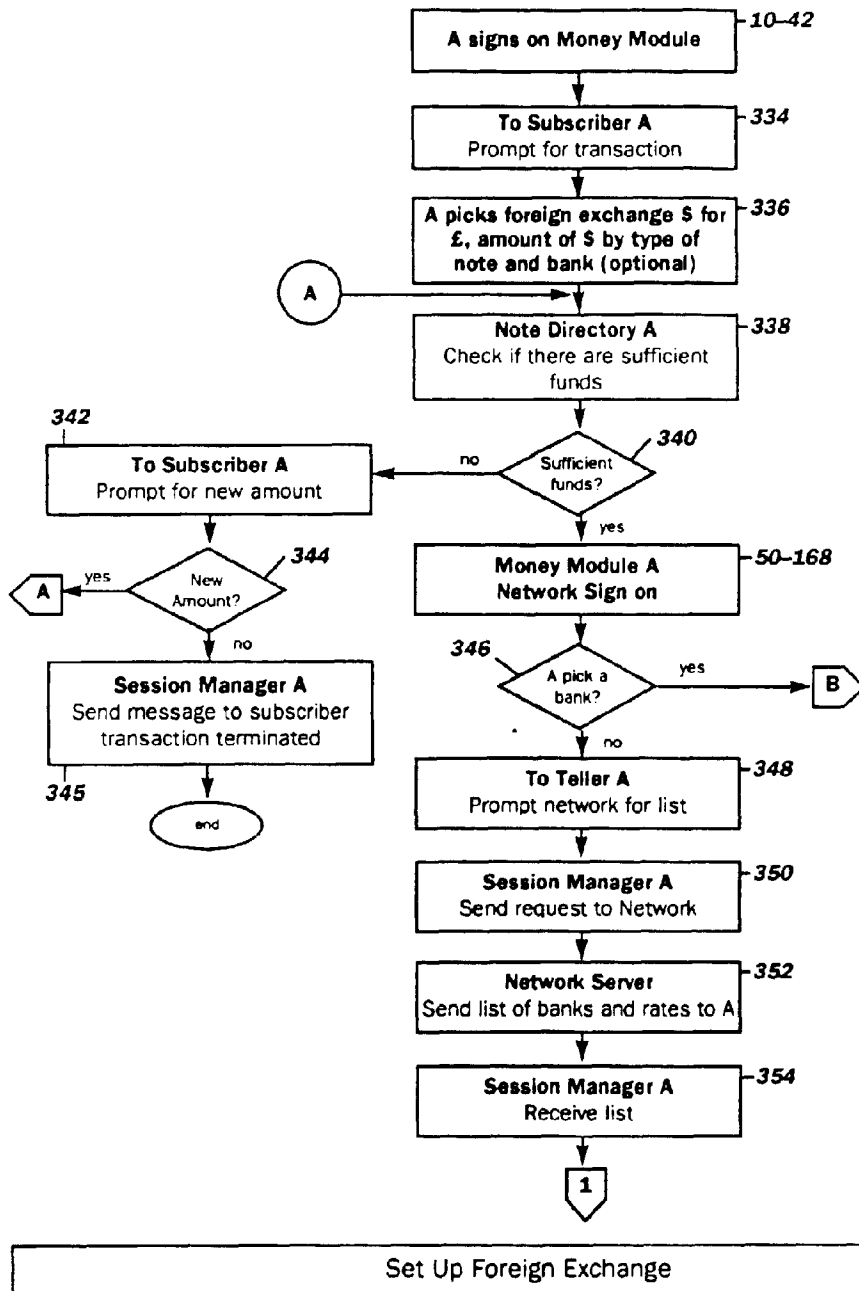 A signs on Money Module
10–42
To Subscriber A
Prompt for transaction
334
A picks foreign exchange $ for
£, amount of $ by type of
note and bank (optional)
336
A
Note Directory A
Check if there are sufficient
funds
338
342
To Subscriber A
Prompt for new amount
no
Sufficient
funds?
340
yes
344
New
Amount?
yes
A
no
Money Module A
Network Sign on
50–168
346
A pick a
bank?
yes
B
no
Session Manager A
Send message to subscriber
transaction terminated
345
end
To Teller A
Prompt network for list
348
Session Manager A
Send request to Network
350
Network Server
Send list of banks and rates to A
352
Session Manager A
Receive list
354
1
Set Up Foreign Exchange